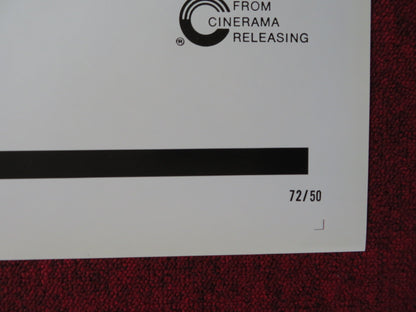 FROM
CINERAMA
RELEASING
®
72/50